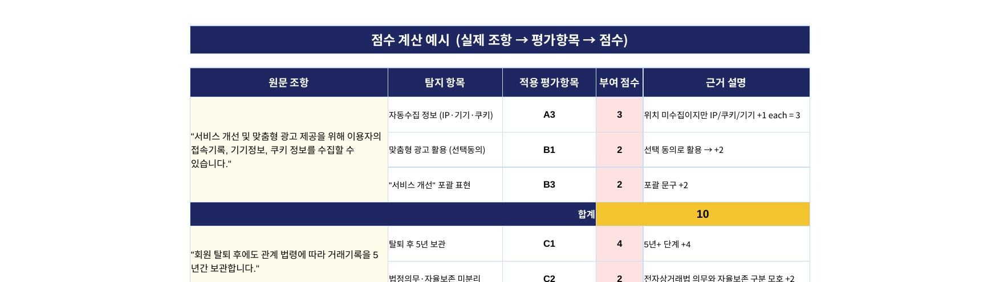 점수 계산 예시 (실제 조항 → 평가항목 → 점수)
원문 조항 탐지 항목 적용 평가항목 부여 점수 근거 설명
"서비스 개선 및 맞춤형 광고 제공을 위해 이용자의
접속기록, 기기정보, 쿠키 정보를 수집할 수
있습니다."
자동수집 정보 (IP·기기·쿠키) A3 3 위치 미수집이지만 IP/쿠키/기기 +1 each = 3
맞춤형 광고 활용 (선택동의) B1 2 선택 동의로 활용 → +2
"서비스 개선" 포괄 표현 B3 2 포괄 문구 +2
합계 10
"회원 탈퇴 후에도 관계 법령에 따라 거래기록을 5
년간 보관합니다."
탈퇴 후 5년 보관 C1 4 5년+ 단계 +4
법정의무·자율보존 미분리 C2 2 전자상거래법 의무와 자율보존 구분 모호 +2